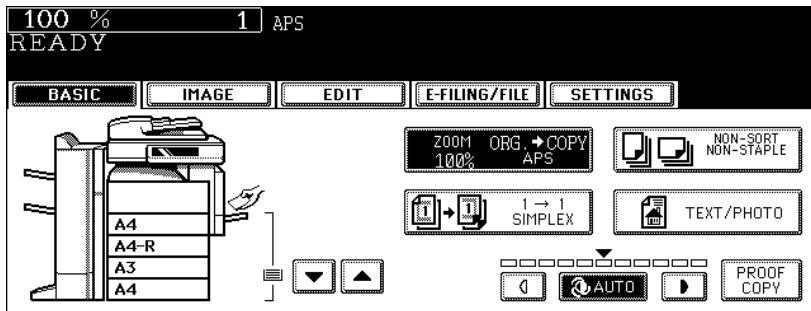 100 % 1 APS
READY
BASIC IMAGE EDIT E-FILING/FILE SETTINGS
ZOOM ORG.→COPY
100% APS
NON-SORT
NON-STAPLE
1 → 1
SIMPLEX
TEXT/PHOTO
A4
A4-R
A3
A4
AUTO
PROOF
COPY